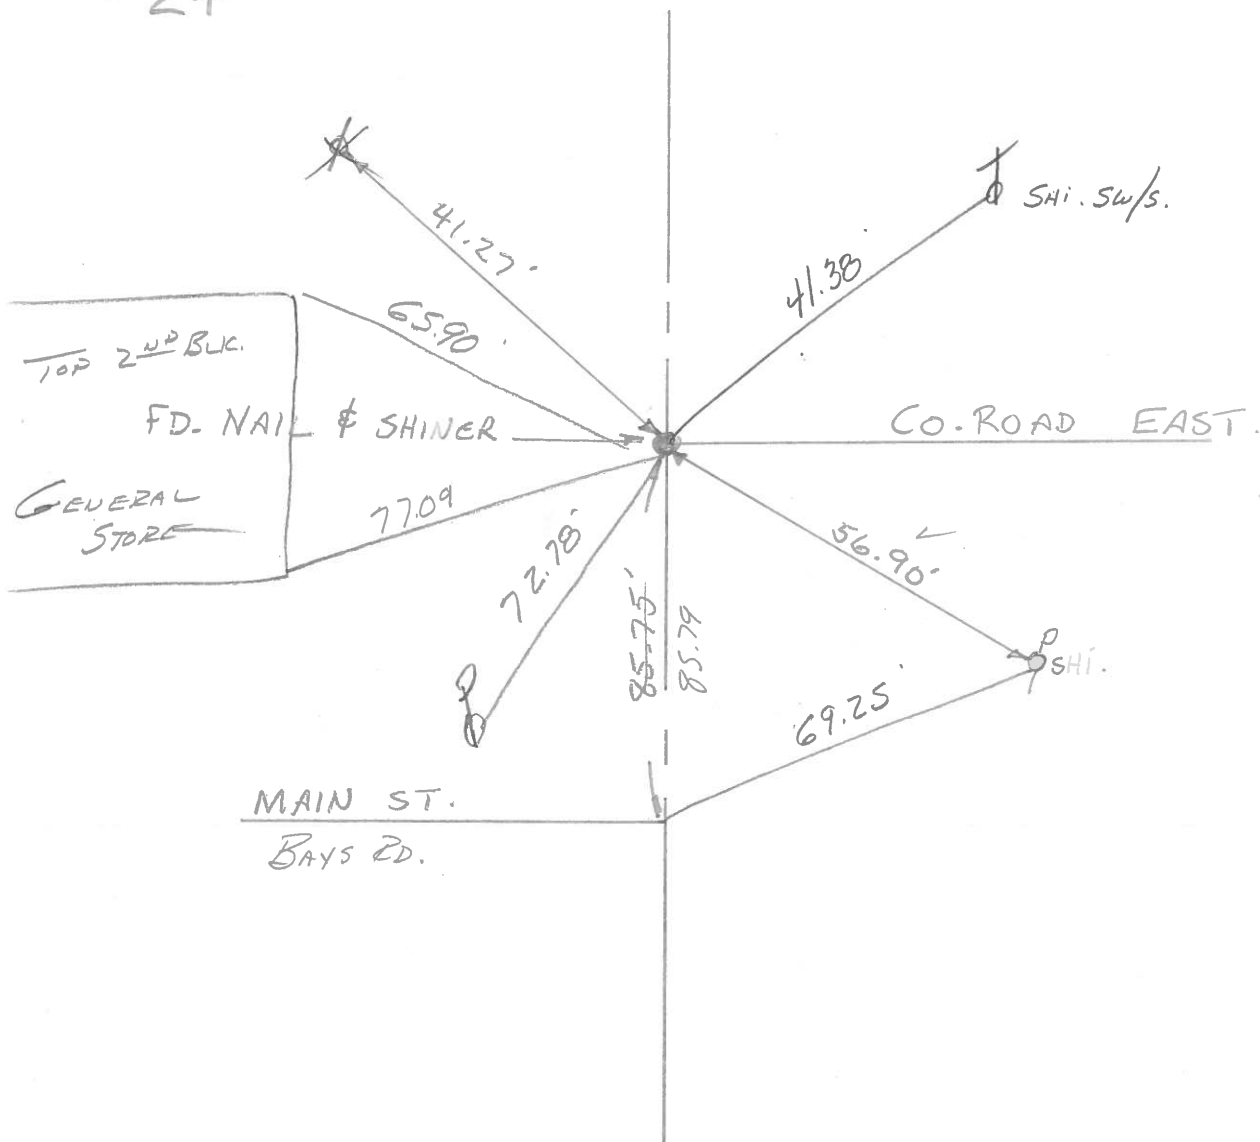 24
41.27'
SHI. SW/S.
41.38
65.90'
TOP 2ND BLK.
FD. NAIL & SHINER
CO. ROAD EAST.
GENERAL
STORE
77.09
72.78'
56.90'
85.75'
85.79
P
P
SHI.
69.25'
MAIN ST.
BAYS RD.